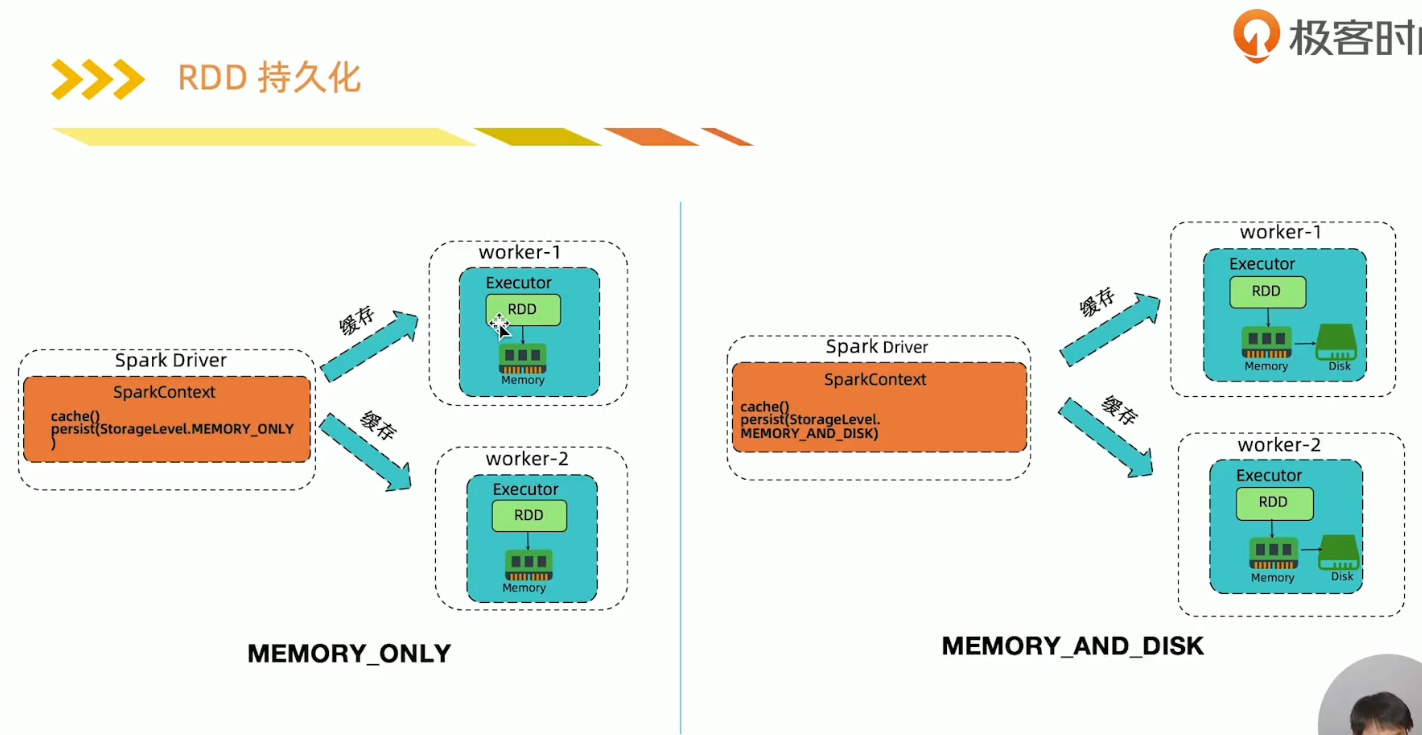 极客时
RDD 持久化
Spark Driver
SparkContext
cache()
persist(StorageLevel.MEMORY_ONLY
)
缓存
缓存
worker-1
Executor
RDD
Memory
worker-2
Executor
RDD
Memory
MEMORY_ONLY
Spark Driver
SparkContext
cache()
persist(StorageLevel.
MEMORY_AND_DISK)
缓存
缓存
worker-1
Executor
RDD
Memory
Disk
worker-2
Executor
RDD
Memory
Disk
MEMORY_AND_DISK